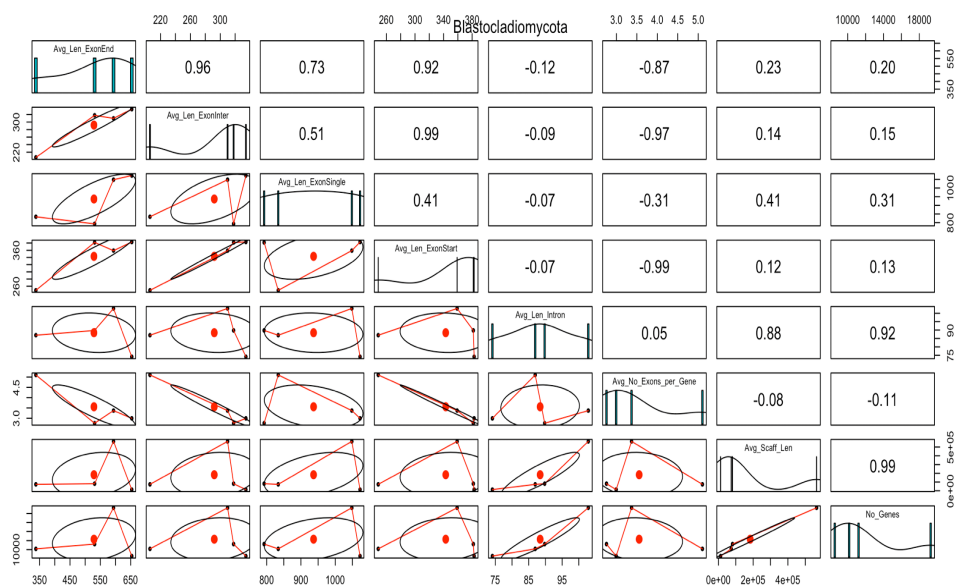 Blastocladiomycota
220 260 300 260 300 340 380 3.0 3.5 4.0 4.5 5.0 10000 14000 18000
Avg_Len_ExonEnd 0.96 0.73 0.92 -0.12 -0.87 0.23 0.20
350 550
Avg_Len_ExonInter 0.51 0.99 -0.09 -0.97 0.14 0.15
220 300
Avg_Len_ExonSingle 0.41 -0.07 -0.31 0.41 0.31
800 1000
Avg_Len_ExonStart -0.07 -0.99 0.12 0.13
260 360
Avg_Len_Intron 0.05 0.88 0.92
75 90
Avg_No_Exons_per_Gene -0.08 -0.11
3.0 4.5
Avg_Scaff_Len 0.99
0e+00 5e+05
No_Genes
10000
350 450 550 650 800 900 1000 75 85 95 0e+00 2e+05 4e+05